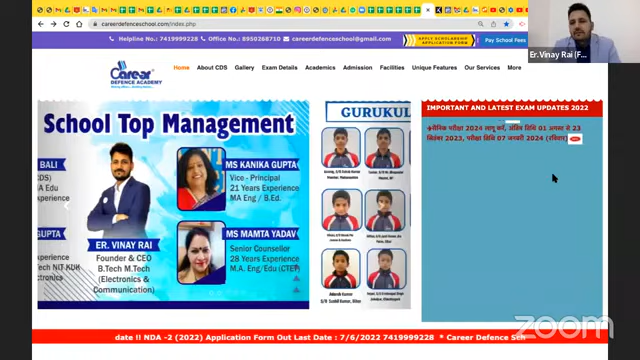 careerdefenceschool.com/index.php
Helpline No.: 7419999228 Office No.: 8950268710 careerdefenceschool@gmail.com
APPLY SCHOLARSHIP
APPLICATION FORM
Pay School Fees
Er.Vinay Rai (F...
Career
DEFENCE ACADEMY
Home About CDS Gallery Exam Details Academics Admission Facilities Unique Features Our Services More
School Top Management
BALI
CDS)
A Edu
xperience
GUPTA
xperience
Tech NIT KUK
ectronics
ER. VINAY RAI
Founder & CEO
B.Tech M.Tech
(Electronics &
Communication)
MS KANIKA GUPTA
Vice - Principal
21 Years Experience
MA Eng / B.Ed.
MS MAMTA YADAV
Senior Counsellor
28 Years Experience
M.A. Eng/Edu (CTEF)
GURUKUL
IMPORTANT AND LATEST EXAM UPDATES 2022
सैनिक परीक्षा 2024 लागू करें, अंतिम तिथि 01 अगस्त से 23
सितंबर 2023, परीक्षा तिथि 07 जनवरी 2024 (रविवार)
date !! NDA -2 (2022) Application Form Out Last Date : 7/6/2022 7419999228 * Career Defence Sch
zoom